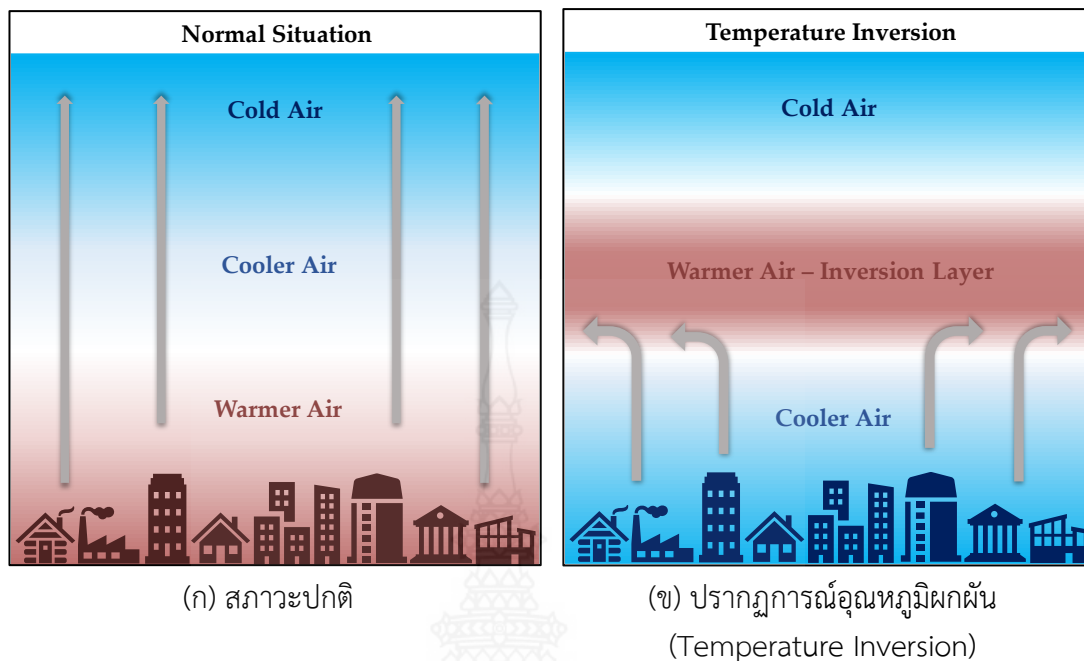 Normal Situation
Cold Air
Cooler Air
Warmer Air
(ก) สภาวะปกติ
Temperature Inversion
Cold Air
Warmer Air – Inversion Layer
Cooler Air
(ข) ปรากฏการณ์อุณหภูมิผกผัน
(Temperature Inversion)